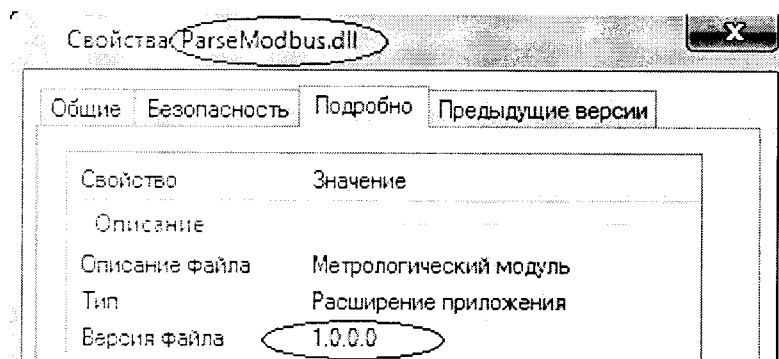 Свойства: ParseModbus.dll
X
Общие Безопасность Подробно Предыдущие версии
Свойство Значение
Описание
Описание файла Метрологический модуль
Тип Расширение приложения
Версия файла 1.0.0.0